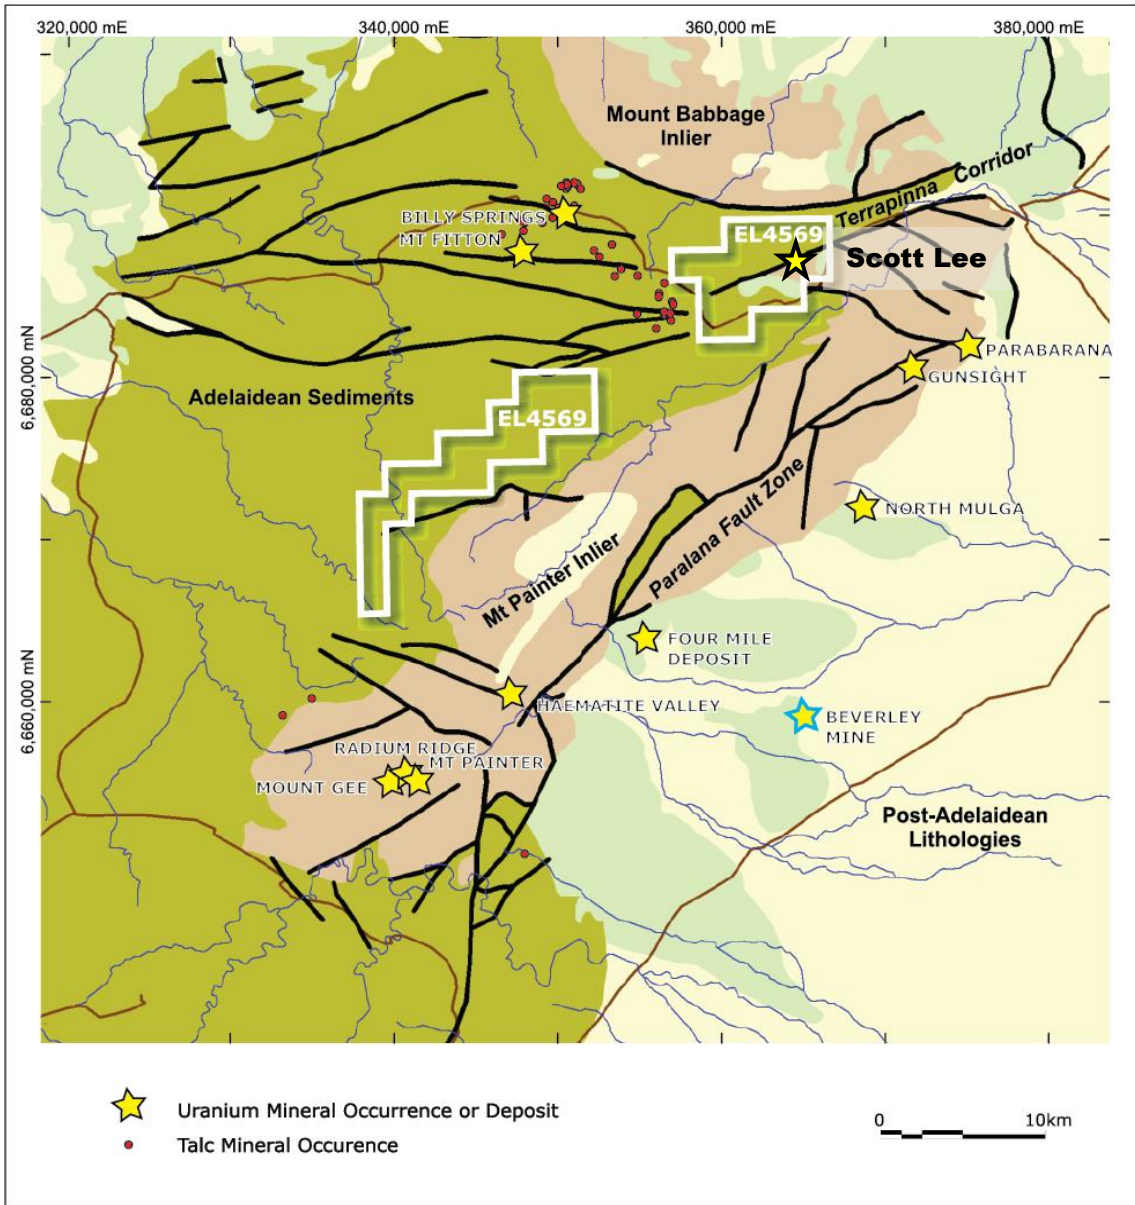 320,000 mE
340,000 mE
360,000 mE
380,000 mE
Mount Babbage
Inlier
Terrapinna Corridor
BILLY SPRINGS
MT FITTON
EL4569
Scott Lee
PARABARANA
GUNSIGHT
6,680,000 mN
Adelaidean Sediments
EL4569
NORTH MULGA
Paralana Fault Zone
Mt Painter Inlier
FOUR MILE
DEPOSIT
6,660,000 mN
HAEMATITE VALLEY
BEVERLEY
MINE
RADIUM RIDGE
MT PAINTER
MOUNT GEE
Post-Adelaidean
Lithologies
Uranium Mineral Occurrence or Deposit
Talc Mineral Occurence
0 10km